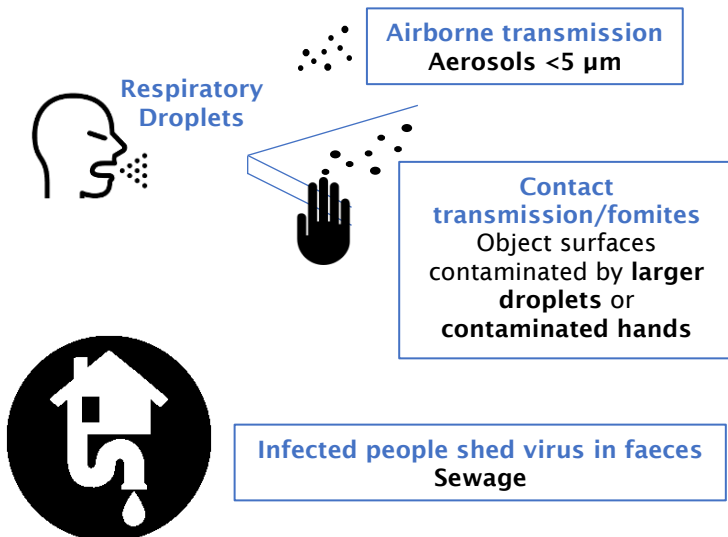 Airborne transmission
Aerosols <5 µm
Respiratory
Droplets
Contact
transmission/fomites
Object surfaces
contaminated by larger
droplets or
contaminated hands
Infected people shed virus in faeces
Sewage